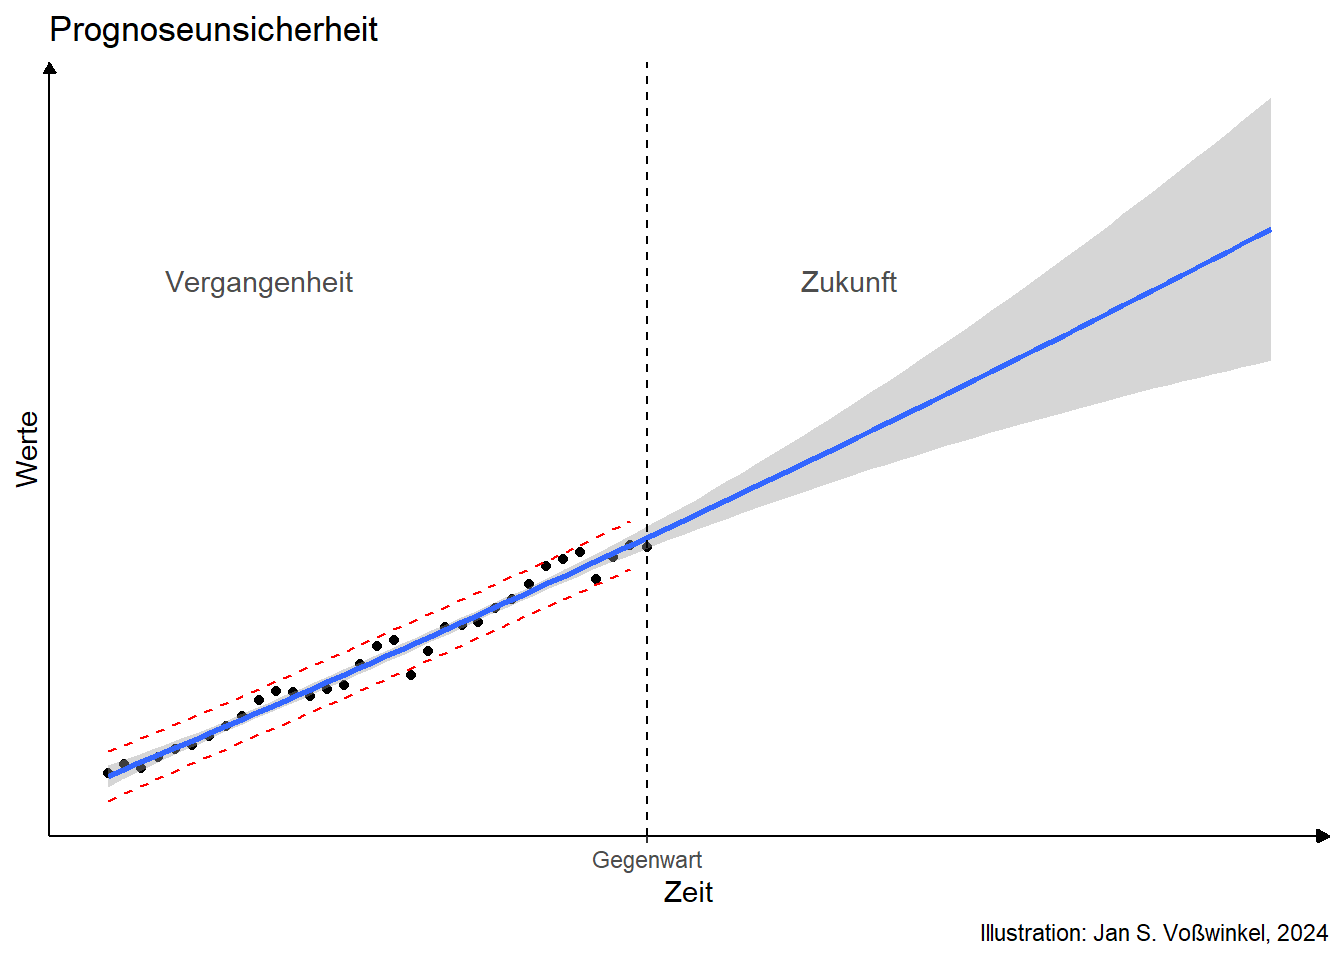 Prognoseunsicherheit
Vergangenheit
Zukunft
Werte
Gegenwart
Zeit
Illustration: Jan S. Voßwinkel, 2024